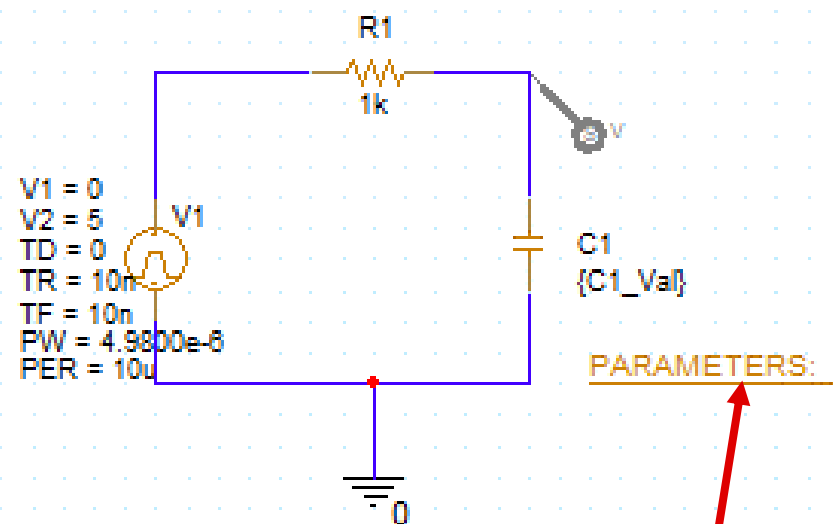 R1
1k
V
V1 = 0
V2 = 5
TD = 0
TR = 10n
TF = 10n
PW = 4.9800e-6
PER = 10u
V1
C1
{C1_Val}
PARAMETERS:
0